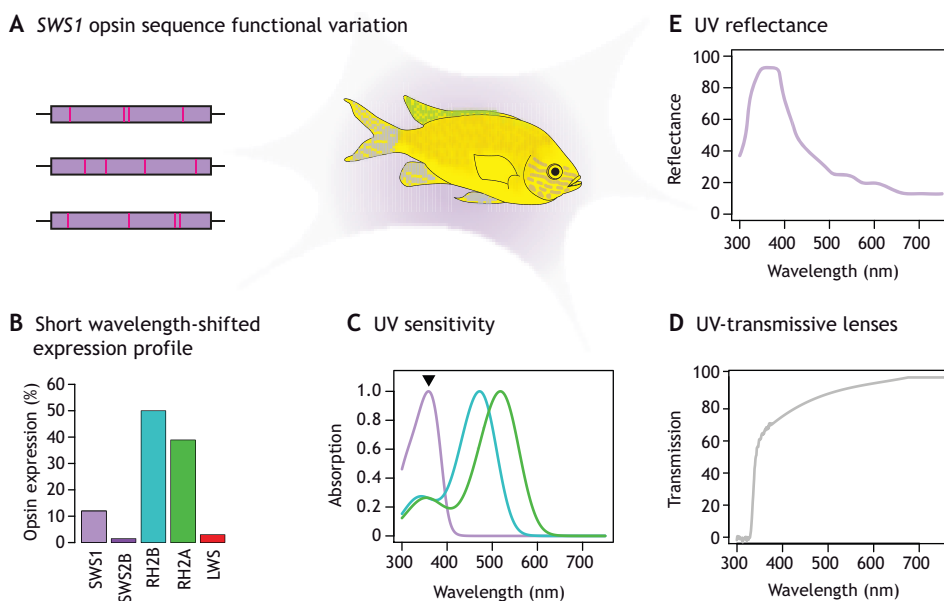 A SWS1 opsin sequence functional variation
B Short wavelength-shifted
expression profile
60
50
40
30
20
10
0
Opsin expression (%)
SWS1
SWS2B
RH2B
RH2A
LWS
C UV sensitivity
1.0
0.8
0.6
0.4
0.2
0
Absorption
300 400 500 600 700
Wavelength (nm)
E UV reflectance
100
80
60
40
20
0
Reflectance
300 400 500 600 700
Wavelength (nm)
D UV-transmissive lenses
100
80
60
40
20
0
Transmission
300 400 500 600 700
Wavelength (nm)